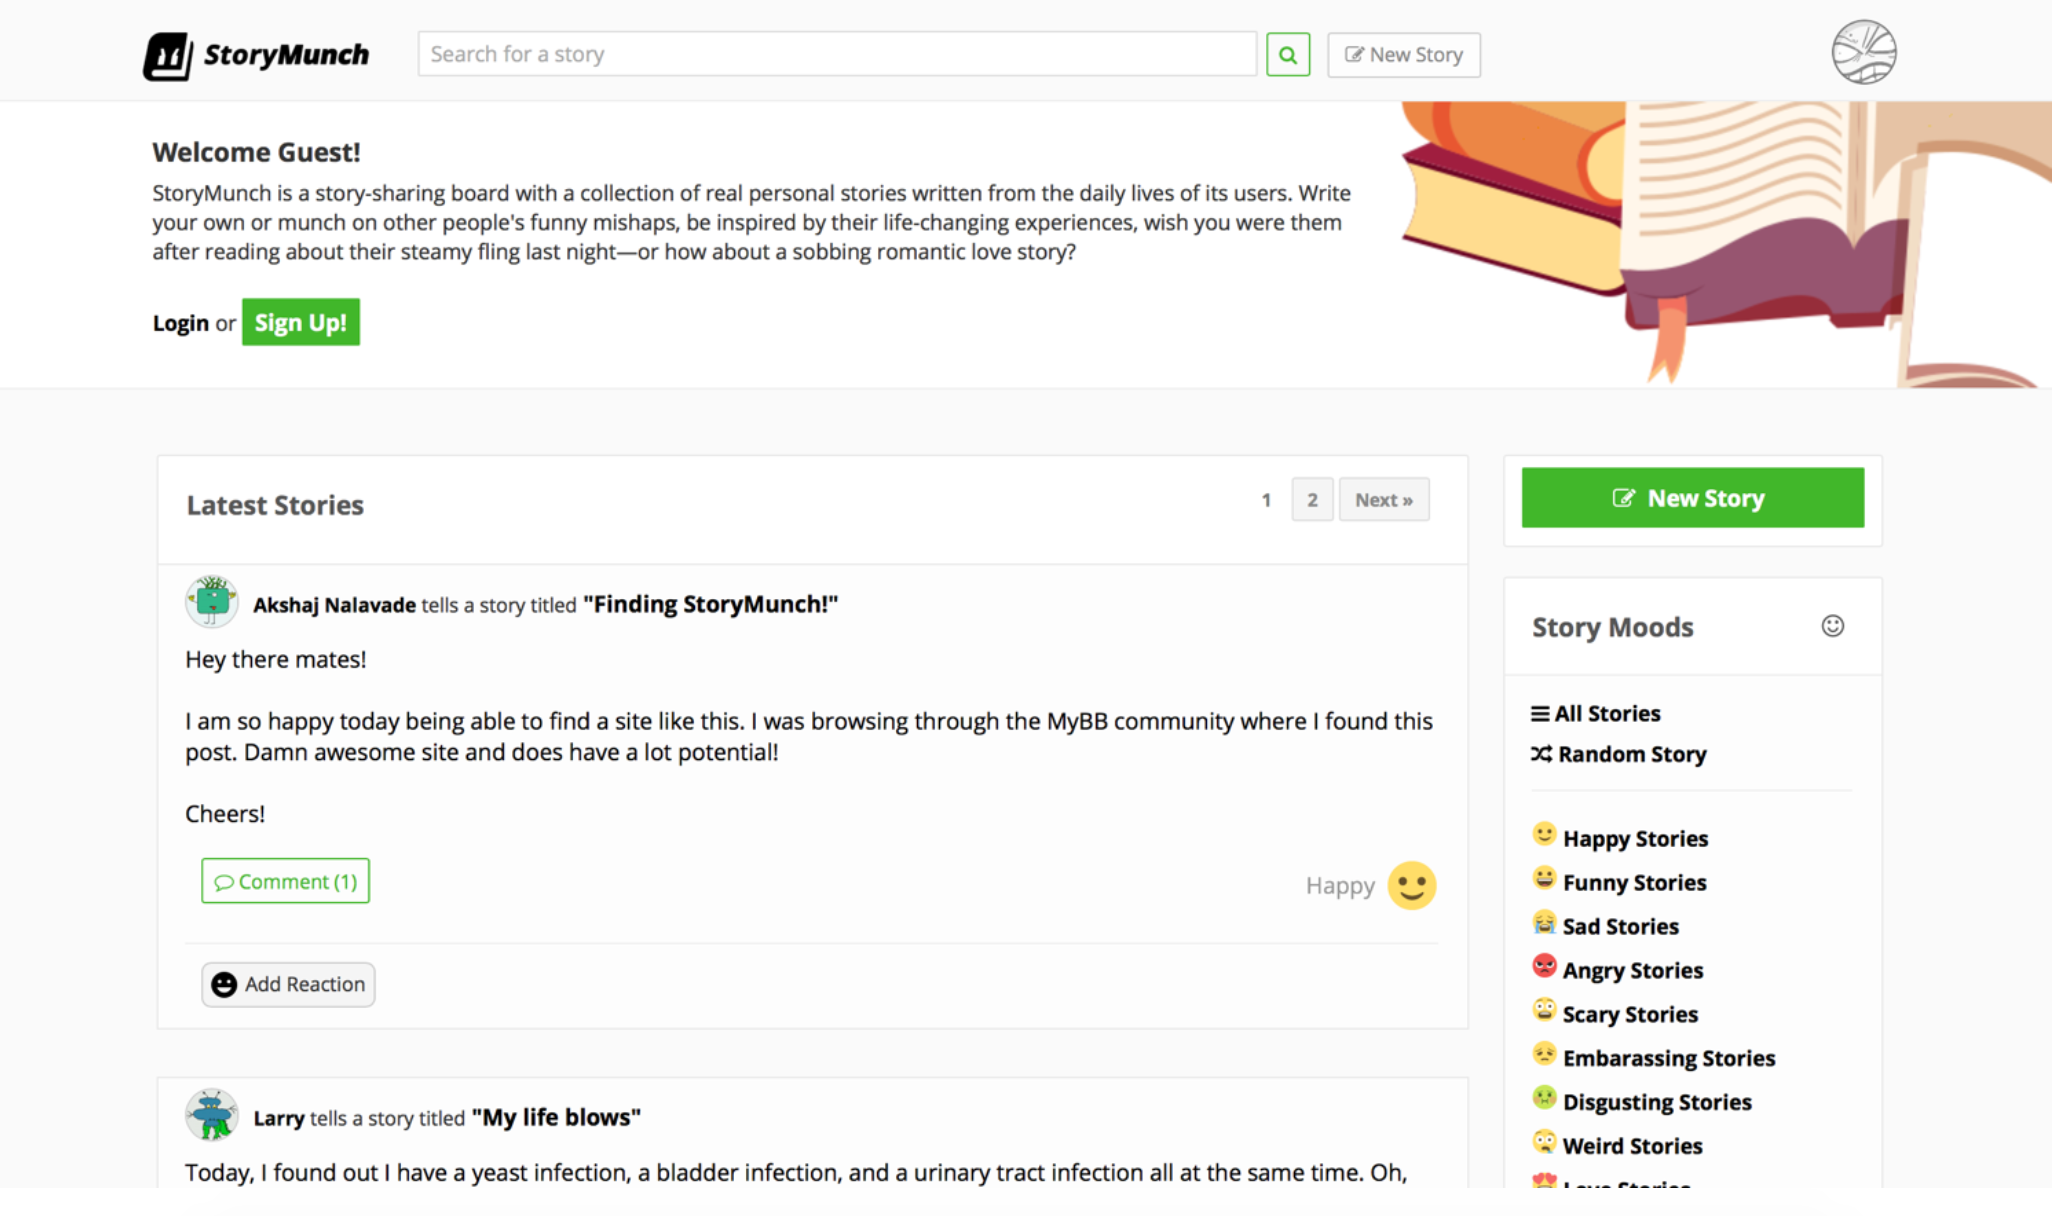 StoryMunch
Search for a story
New Story
Welcome Guest!
StoryMunch is a story-sharing board with a collection of real personal stories written from the daily lives of its users. Write
your own or munch on other people's funny mishaps, be inspired by their life-changing experiences, wish you were them
after reading about their steamy fling last night—or how about a sobbing romantic love story?
Login or Sign Up!
Latest Stories
1 2 Next »
Akshaj Nalavade tells a story titled "Finding StoryMunch!"
Hey there mates!
I am so happy today being able to find a site like this. I was browsing through the MyBB community where I found this
post. Damn awesome site and does have a lot potential!
Cheers!
Comment (1)
Happy
Add Reaction
Larry tells a story titled "My life blows"
Today, I found out I have a yeast infection, a bladder infection, and a urinary tract infection all at the same time. Oh,
New Story
Story Moods
All Stories
Random Story
Happy Stories
Funny Stories
Sad Stories
Angry Stories
Scary Stories
Embarassing Stories
Disgusting Stories
Weird Stories
Love Stories